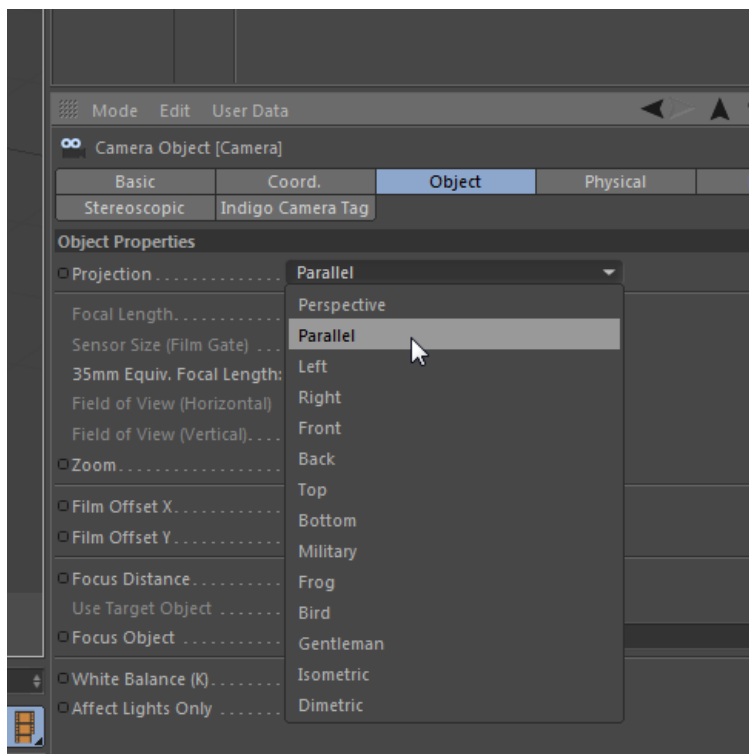 Mode Edit User Data
Camera Object [Camera]
Basic Coord. Object Physical
Stereoscopic Indigo Camera Tag
Object Properties
Projection . . . . . . . . . . . . . . Parallel
Perspective
Focal Length. . . . . . . . . . . .
Parallel
Sensor Size (Film Gate) . . .
Left
35mm Equiv. Focal Length:
Right
Field of View (Horizontal)
Front
Field of View (Vertical). . . .
Back
Zoom. . . . . . . . . . . . . . . . . .
Top
Film Offset X. . . . . . . . . . . .
Bottom
Film Offset Y. . . . . . . . . . . .
Military
Focus Distance. . . . . . . . . .
Frog
Use Target Object . . . . . . .
Bird
Focus Object . . . . . . . . . . .
Gentleman
White Balance (K). . . . . . . .
Isometric
Affect Lights Only . . . . . . .
Dimetric